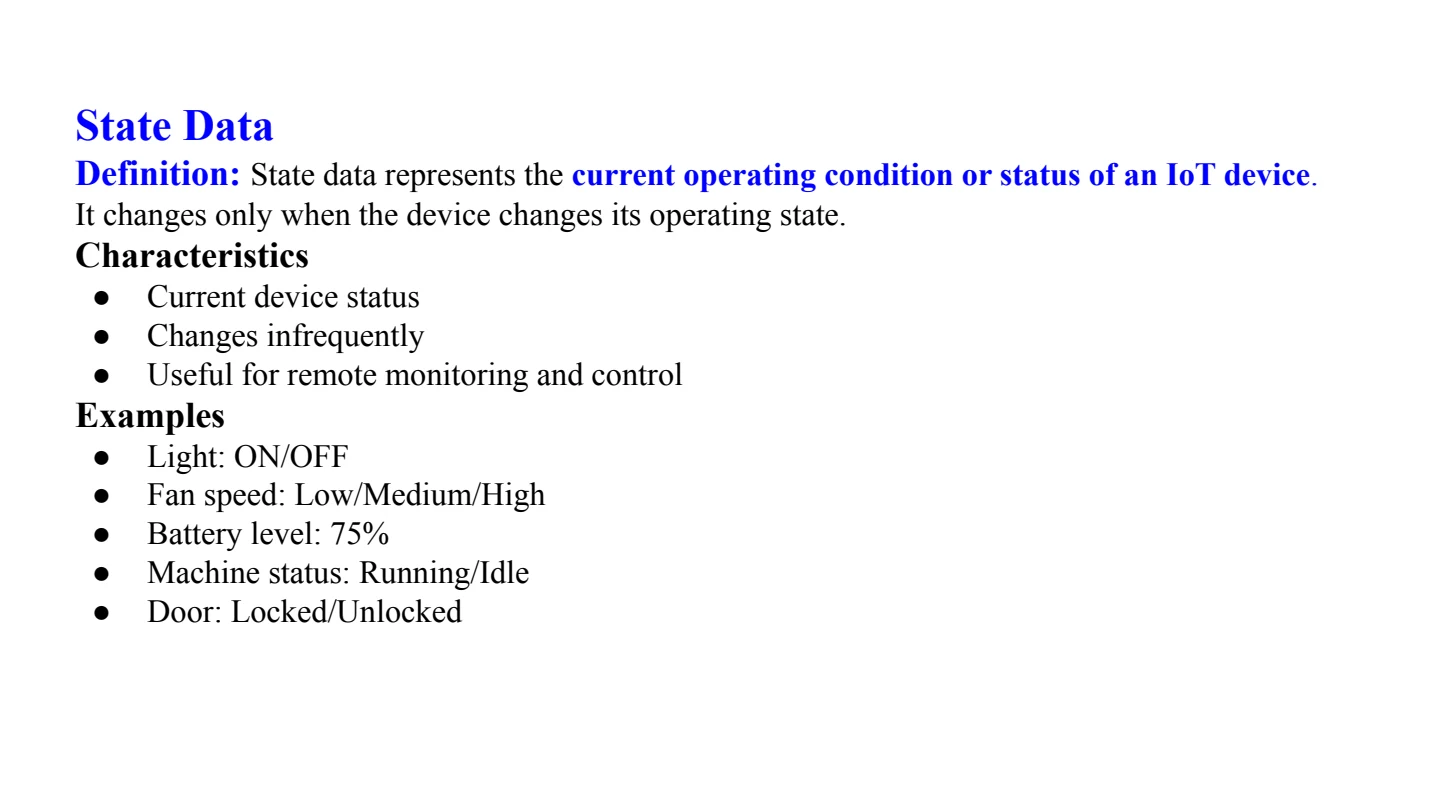 State Data
Definition: State data represents the current operating condition or status of an IoT device.
It changes only when the device changes its operating state.
Characteristics
● Current device status
● Changes infrequently
● Useful for remote monitoring and control
Examples
● Light: ON/OFF
● Fan speed: Low/Medium/High
● Battery level: 75%
● Machine status: Running/Idle
● Door: Locked/Unlocked